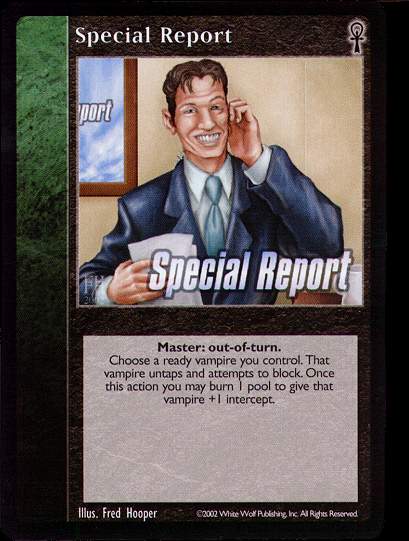 Special Report
port
Special Report
FH
Master: out-of-turn.
Choose a ready vampire you control. That
vampire untaps and attempts to block. Once
this action you may burn 1 pool to give that
vampire +1 intercept.
Illus. Fred Hooper
©2002 White Wolf Publishing, Inc. All Rights Reserved.